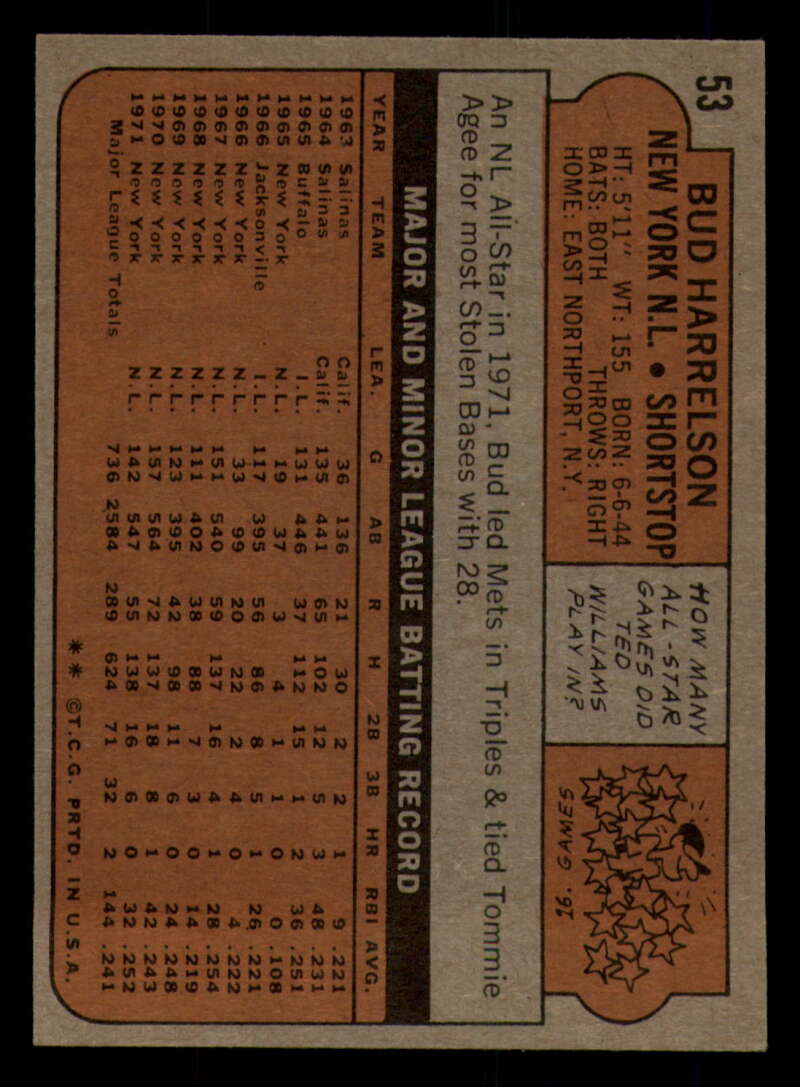 53
BUD HARRELSON
NEW YORK N.L. • SHORTSTOP
HT: 5'11" WT: 155 BORN: 6-6-44
BATS: BOTH THROWS: RIGHT
HOME: EAST NORTHPORT, N.Y.
HOW MANY
ALL-STAR
GAMES DID
TED
WILLIAMS
PLAY IN?
16 GAMES.
An NL All-Star in 1971, Bud led Mets in Triples & tied Tommie
Agee for most Stolen Bases with 28.
MAJOR AND MINOR LEAGUE BATTING RECORD
YEAR TEAM LEA. G AB R H 2B 3B HR RBI AVG.
1963 Salinas Calif. 36 136 21 30 2 2 1 9 .221
1964 Salinas Calif. 135 441 65 102 12 5 3 48 .231
1965 Buffalo I.L. 131 446 37 112 15 1 2 36 .251
1965 New York N.L. 19 37 3 4 1 1 0 0 .108
1966 Jacksonville I.L. 117 395 56 86 8 5 1 26 .221
1966 New York N.L. 33 99 20 22 2 4 0 4 .222
1967 New York N.L. 151 540 59 137 16 4 1 28 .254
1968 New York N.L. 111 402 38 88 7 3 0 14 .219
1969 New York N.L. 123 395 42 98 11 6 0 24 .248
1970 New York N.L. 157 564 72 137 18 8 1 42 .243
1971 New York N.L. 142 547 55 138 16 6 0 32 .252
Major League Totals 736 2584 289 624 71 32 2 144 .241
** ©T.C.G. PRTD. IN U.S.A.